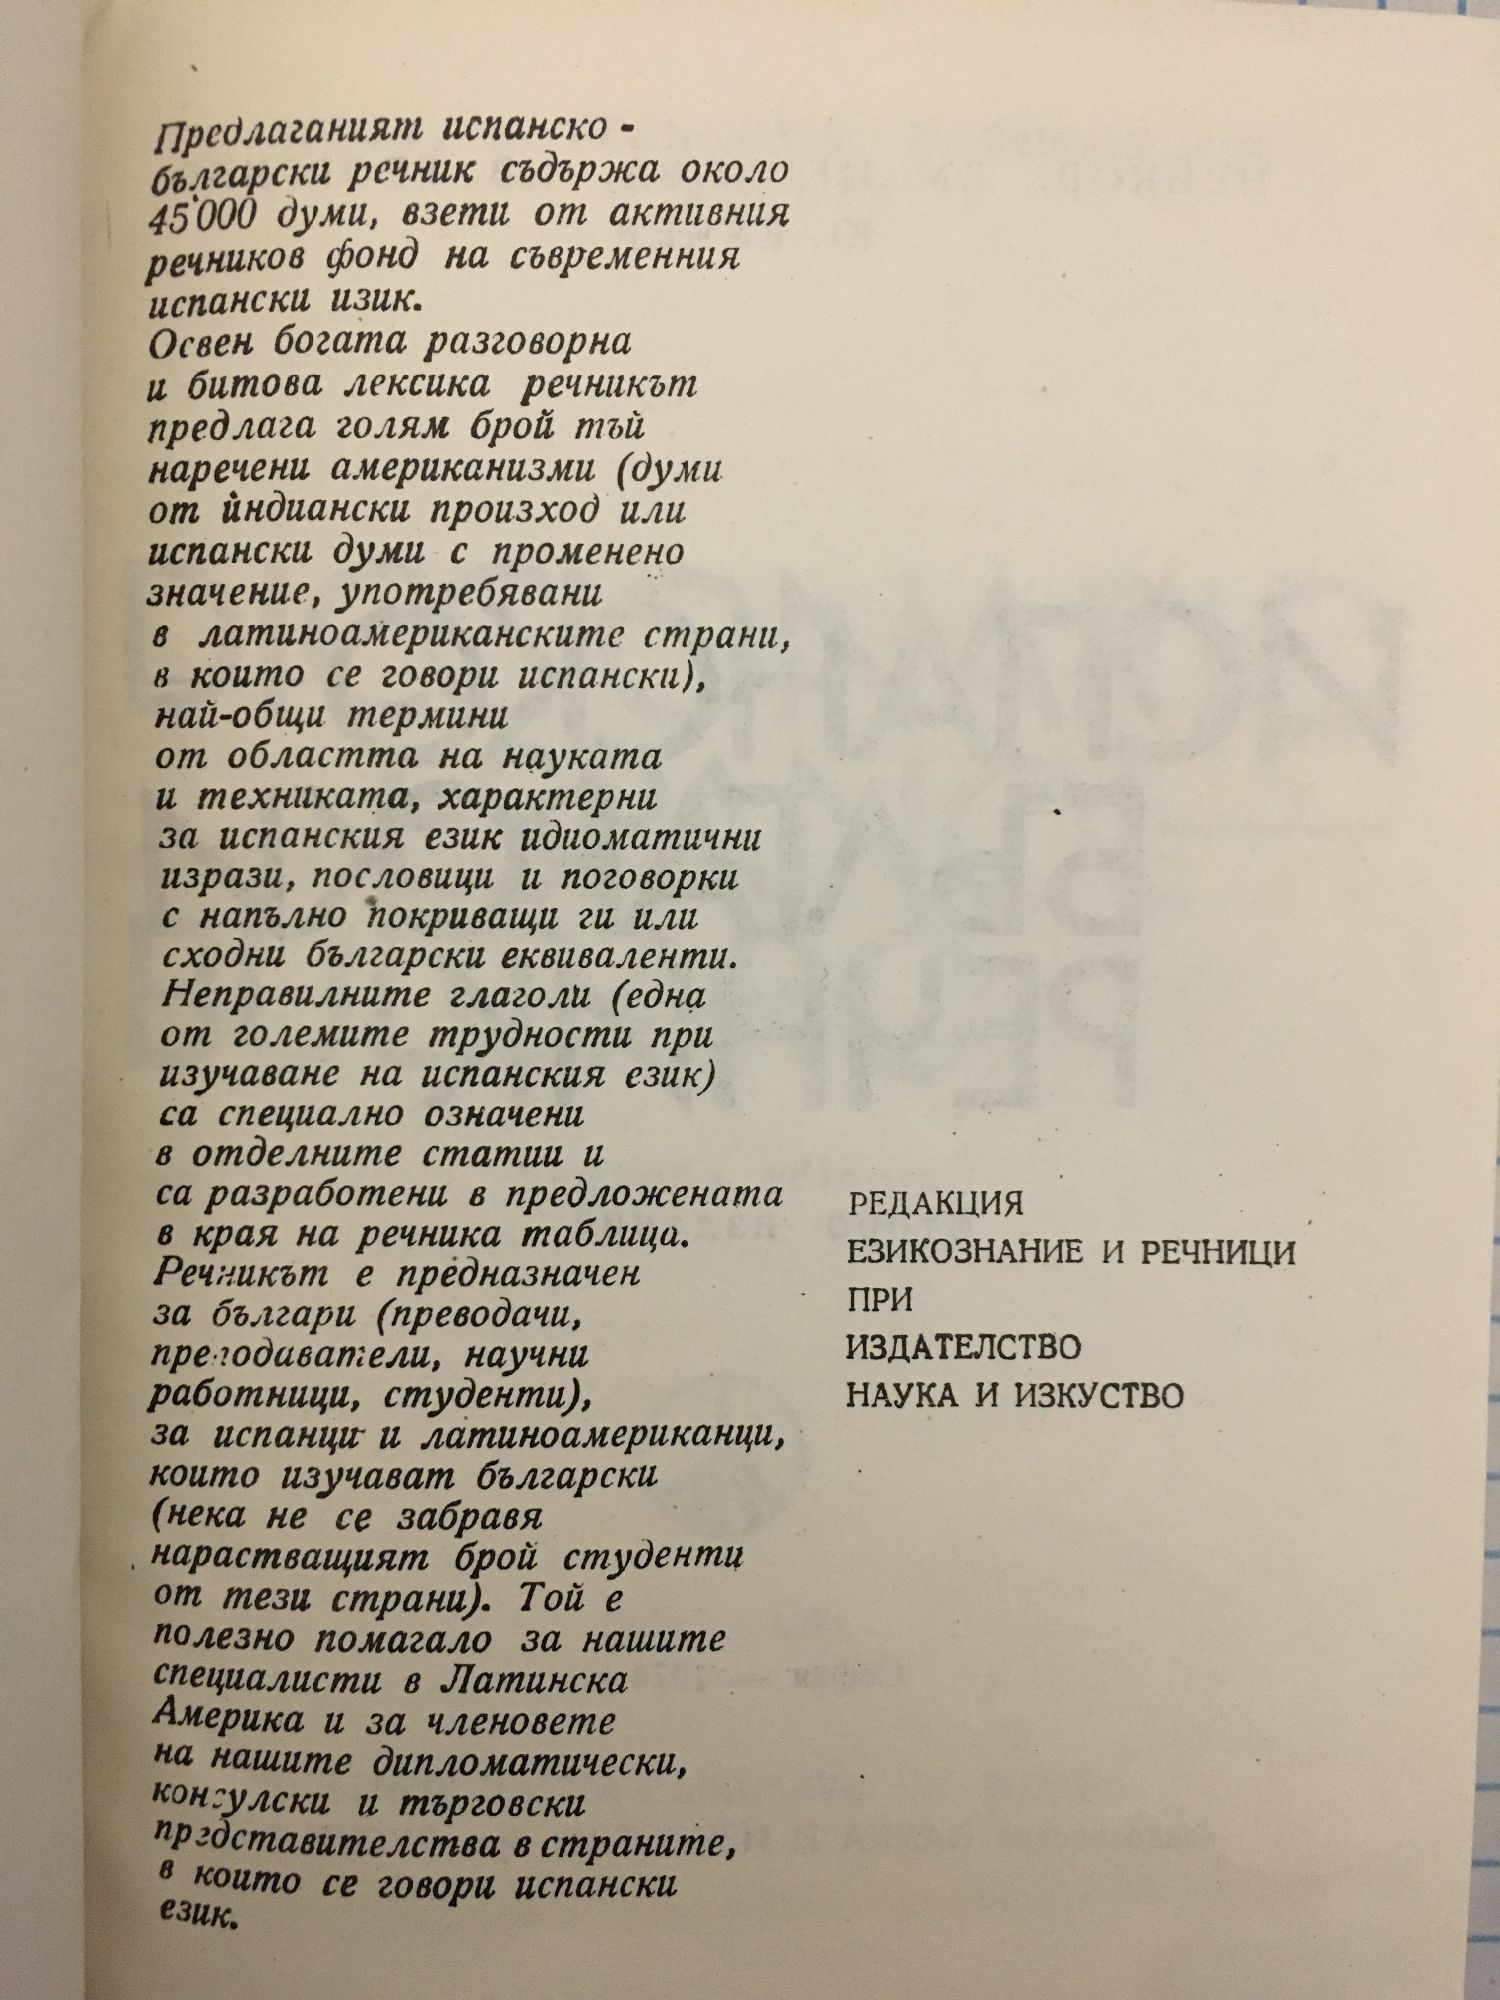 Предлаганият испанско -
български речник съдържа около
45 000 думи, взети от активния
речников фонд на съвременния
испански изик.
Освен богата разговорна
и битова лексика речникът
предлага голям брой тъй
наречени американизми (думи
от индиански произход или
испански думи с променено
значение, употребявани
в латиноамериканските страни,
в които се говори испански),
най-общи термини
от областта на науката
и техниката, характерни
за испанския език идиоматични
изрази, пословици и поговорки
с напълно покриващи ги или
сходни български еквиваленти.
Неправилните глаголи (една
от големите трудности при
изучаване на испанския език)
са специално означени
в отделните статии и
са разработени в предложената
в края на речника таблица.
Речникът е предназначен
за българи (преводачи,
преподаватели, научни
работници, студенти),
за испанци и латиноамериканци,
които изучават български
(нека не се забравя
нарастващият брой студенти
от тези страни). Той е
полезно помагало за нашите
специалисти в Латинска
Америка и за членовете
на нашите дипломатически,
консулски и търговски
представителства в страните,
в които се говори испански
език.
РЕДАКЦИЯ
ЕЗИКОЗНАНИЕ И РЕЧНИЦИ
ПРИ
ИЗДАТЕЛСТВО
НАУКА И ИЗКУСТВО